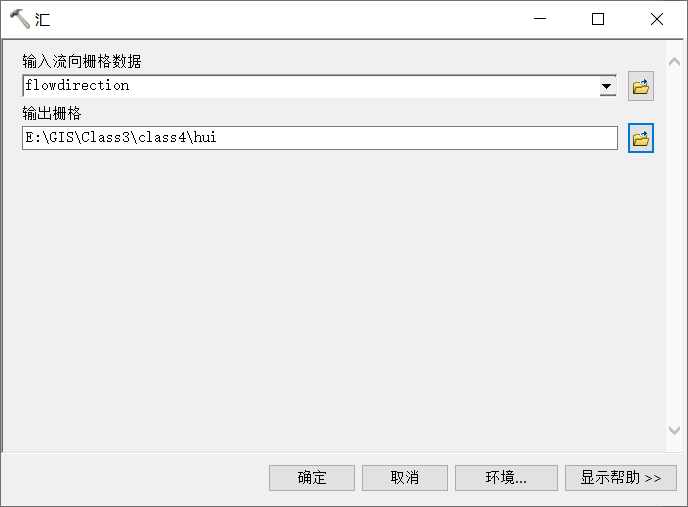 汇
输入流向栅格数据
flowdirection
输出栅格
E:\GIS\Class3\class4\hui
确定 取消 环境... 显示帮助 >>